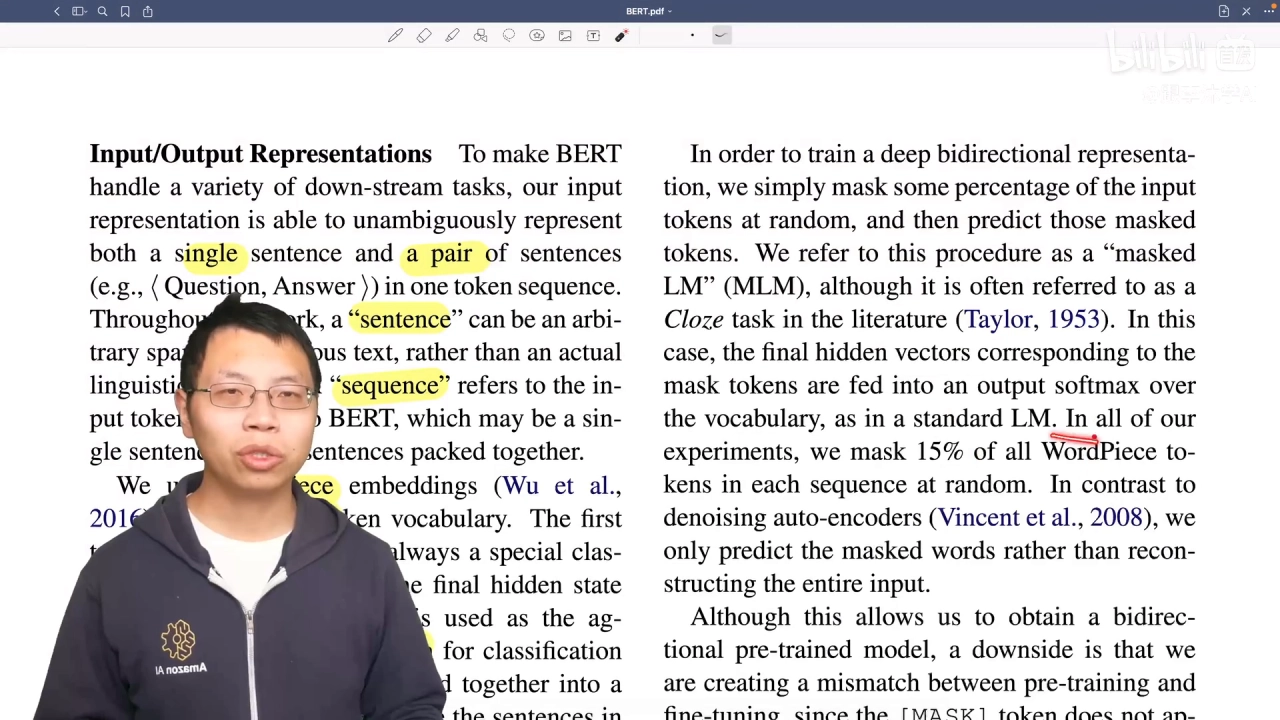 BERT.pdf
bilibili 首发
Input/Output Representations To make BERT
handle a variety of down-stream tasks, our input
representation is able to unambiguously represent
both a single sentence and a pair of sentences
(e.g., ⟨ Question, Answer ⟩) in one token sequence.
a “sentence” can be an arbi-
trary text, rather than an actual
“sequence” refers to the in-
put BERT, which may be a sin-
gle sentences packed together.
We embeddings (Wu et al.,
2016 vocabulary. The first
always a special clas-
final hidden state
used as the ag-
for classification
together into a
the sentences in
Amazon AI
In order to train a deep bidirectional representa-
tion, we simply mask some percentage of the input
tokens at random, and then predict those masked
tokens. We refer to this procedure as a “masked
LM” (MLM), although it is often referred to as a
Cloze task in the literature (Taylor, 1953). In this
case, the final hidden vectors corresponding to the
mask tokens are fed into an output softmax over
the vocabulary, as in a standard LM. In all of our
experiments, we mask 15% of all WordPiece to-
kens in each sequence at random. In contrast to
denoising auto-encoders (Vincent et al., 2008), we
only predict the masked words rather than recon-
structing the entire input.
Although this allows us to obtain a bidirec-
tional pre-trained model, a downside is that we
are creating a mismatch between pre-training and
fine-tuning, since the [MASK] token does not ap-